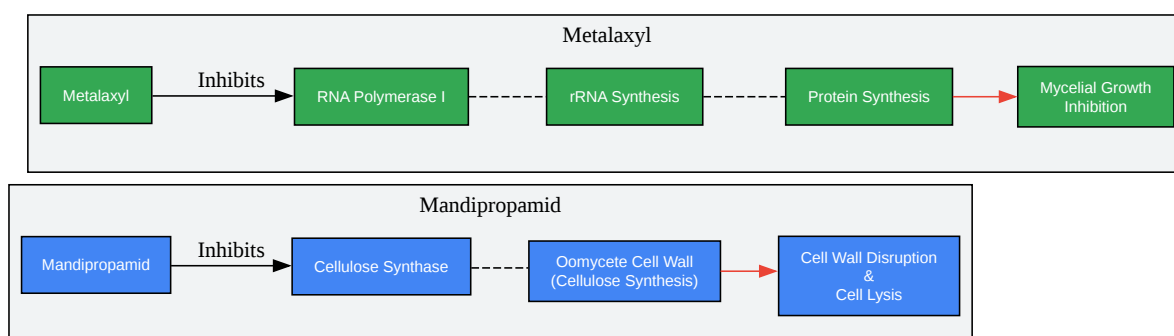 Metalaxyl
Metalaxyl
Inhibits
RNA Polymerase I
rRNA Synthesis
Protein Synthesis
Mycelial Growth
Inhibition
Mandipropamid
Mandipropamid
Inhibits
Cellulose Synthase
Oomycete Cell Wall
(Cellulose Synthesis)
Cell Wall Disruption
&
Cell Lysis